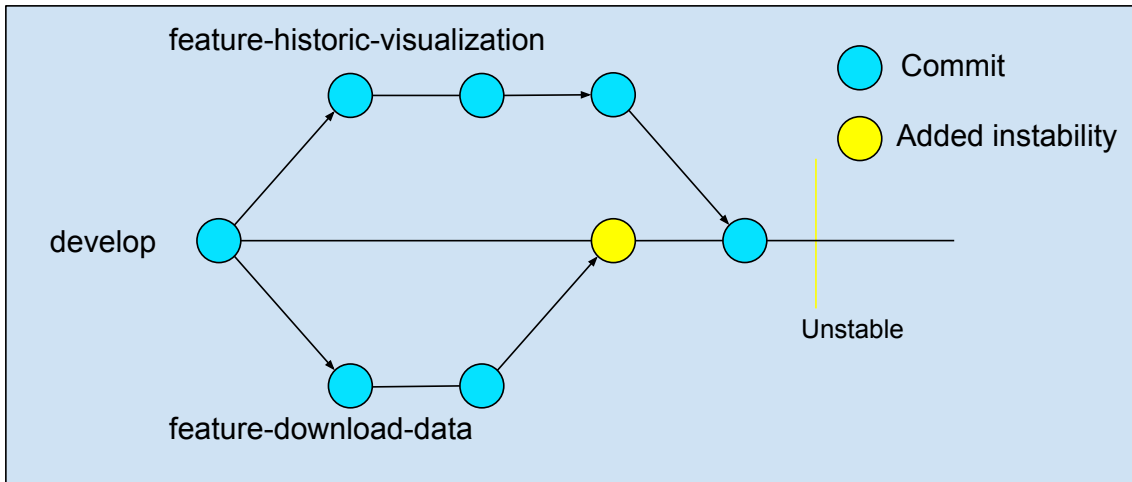 feature-historic-visualization
Commit
Added instability
develop
Unstable
feature-download-data